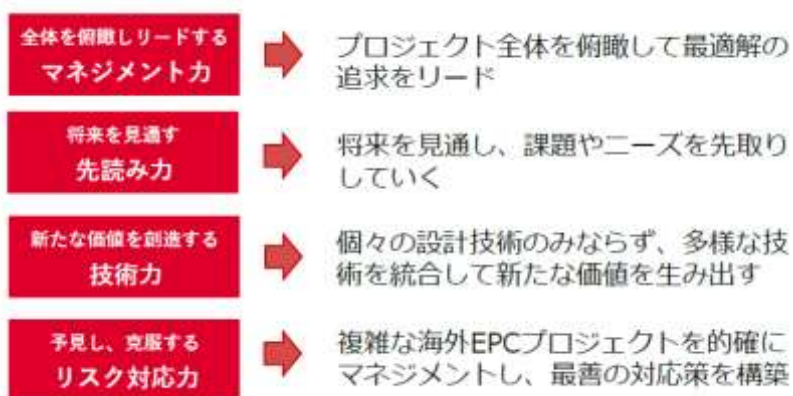 全体を俯瞰しリードする
マネジメント力
プロジェクト全体を俯瞰して最適解の
追求をリード
将来を見通す
先読み力
将来を見通し、課題やニーズを先取り
していく
新たな価値を創造する
技術力
個々の設計技術のみならず、多様な技
術を統合して新たな価値を生み出す
予見し、克服する
リスク対応力
複雑な海外EPCプロジェクトを的確に
マネジメントし、最善の対応策を構築